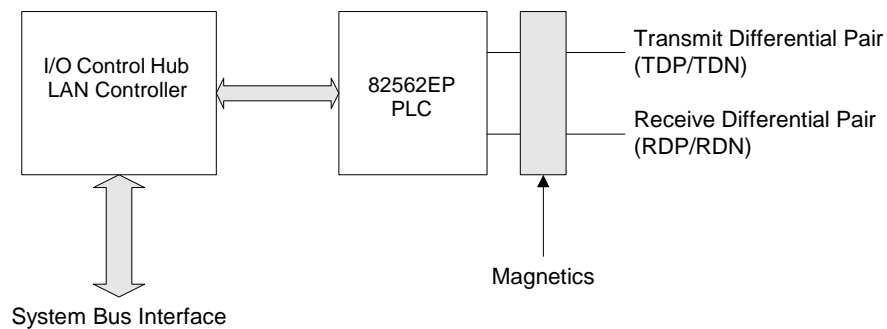 I/O Control Hub
LAN Controller
82562EP
PLC
Transmit Differential Pair
(TDP/TDN)
Receive Differential Pair
(RDP/RDN)
Magnetics
System Bus Interface